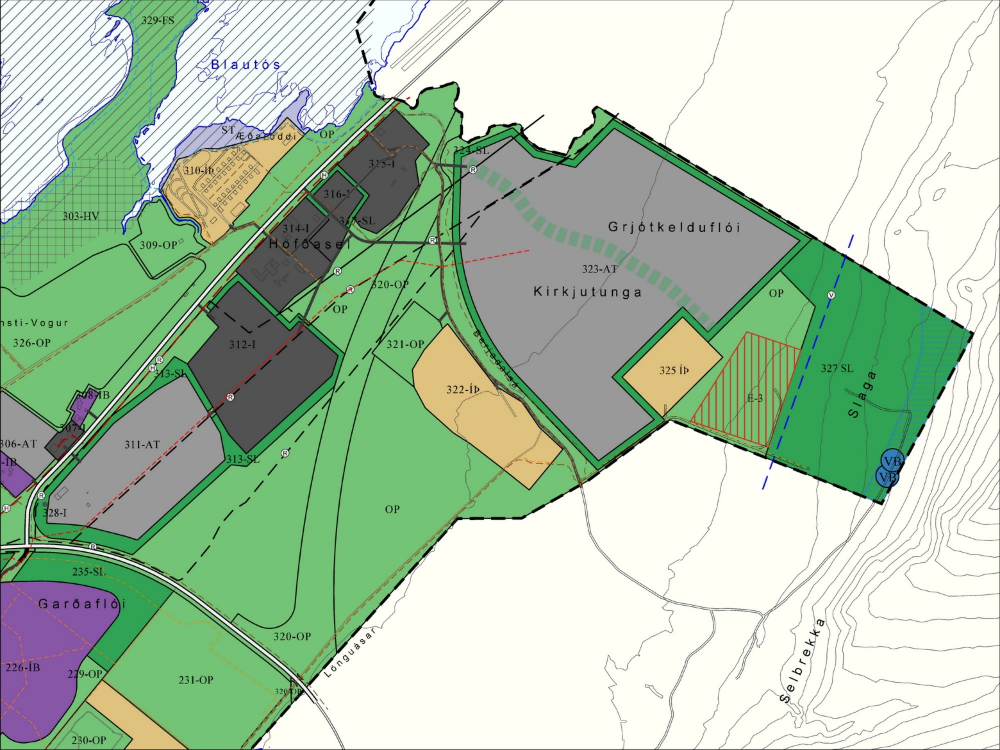 329-FS
Blautós
ST
Æðaroddi
OP
324-SL
310-ÍÞ
315-I
H
R
316-I
303-HV
317-SL
314-I
Höfðasel
309-OP
R
Grjótkelduflói
323-AT
R
320-OP
Kirkjutunga
OP
V
R
OP
326-OP
312-I
321-OP
Berjadalsá
R
H
313-SL
325 ÍÞ
327 SL
Slaga
322-ÍÞ
E-3
R
308-ÍB
307-I
306-AT
311-AT
313-SL
R
VB
VB
R
H
328-I
OP
R
235-SL
Garðaflói
320-OP
Lönguásar
Selbrekka
226-ÍB
229-OP
231-OP
320-OP
230-OP